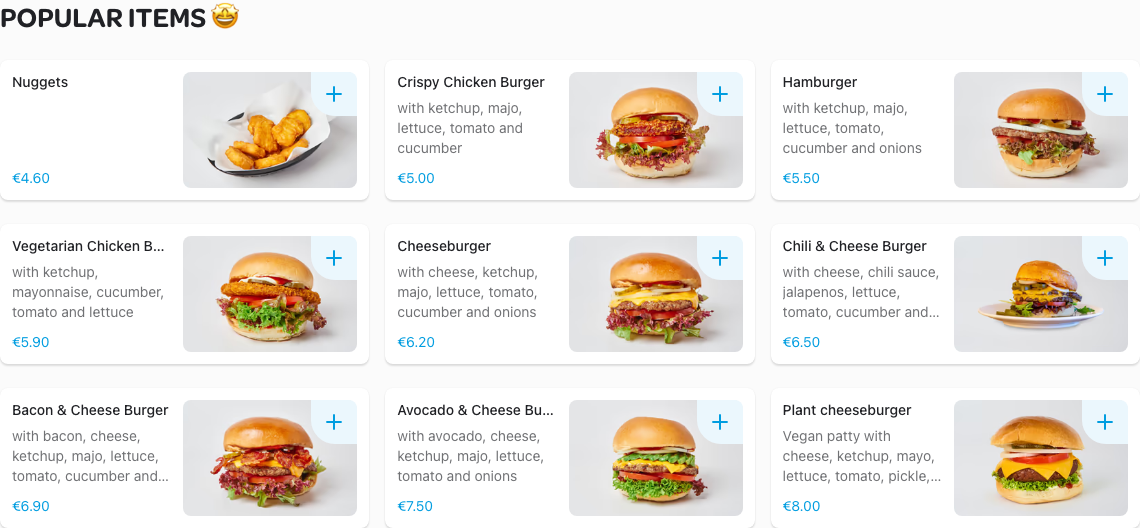 POPULAR ITEMS 🤩
Nuggets
€4.60
Crispy Chicken Burger
with ketchup, majo,
lettuce, tomato and
cucumber
€5.00
Hamburger
with ketchup, majo,
lettuce, tomato,
cucumber and onions
€5.50
Vegetarian Chicken B...
with ketchup,
mayonnaise, cucumber,
tomato and lettuce
€5.90
Cheeseburger
with cheese, ketchup,
majo, lettuce, tomato,
cucumber and onions
€6.20
Chili & Cheese Burger
with cheese, chili sauce,
jalapenos, lettuce,
tomato, cucumber and...
€6.50
Bacon & Cheese Burger
with bacon, cheese,
ketchup, majo, lettuce,
tomato, cucumber and...
€6.90
Avocado & Cheese Bu...
with avocado, cheese,
ketchup, majo, lettuce,
tomato and onions
€7.50
Plant cheeseburger
Vegan patty with
cheese, ketchup, mayo,
lettuce, tomato, pickle,...
€8.00